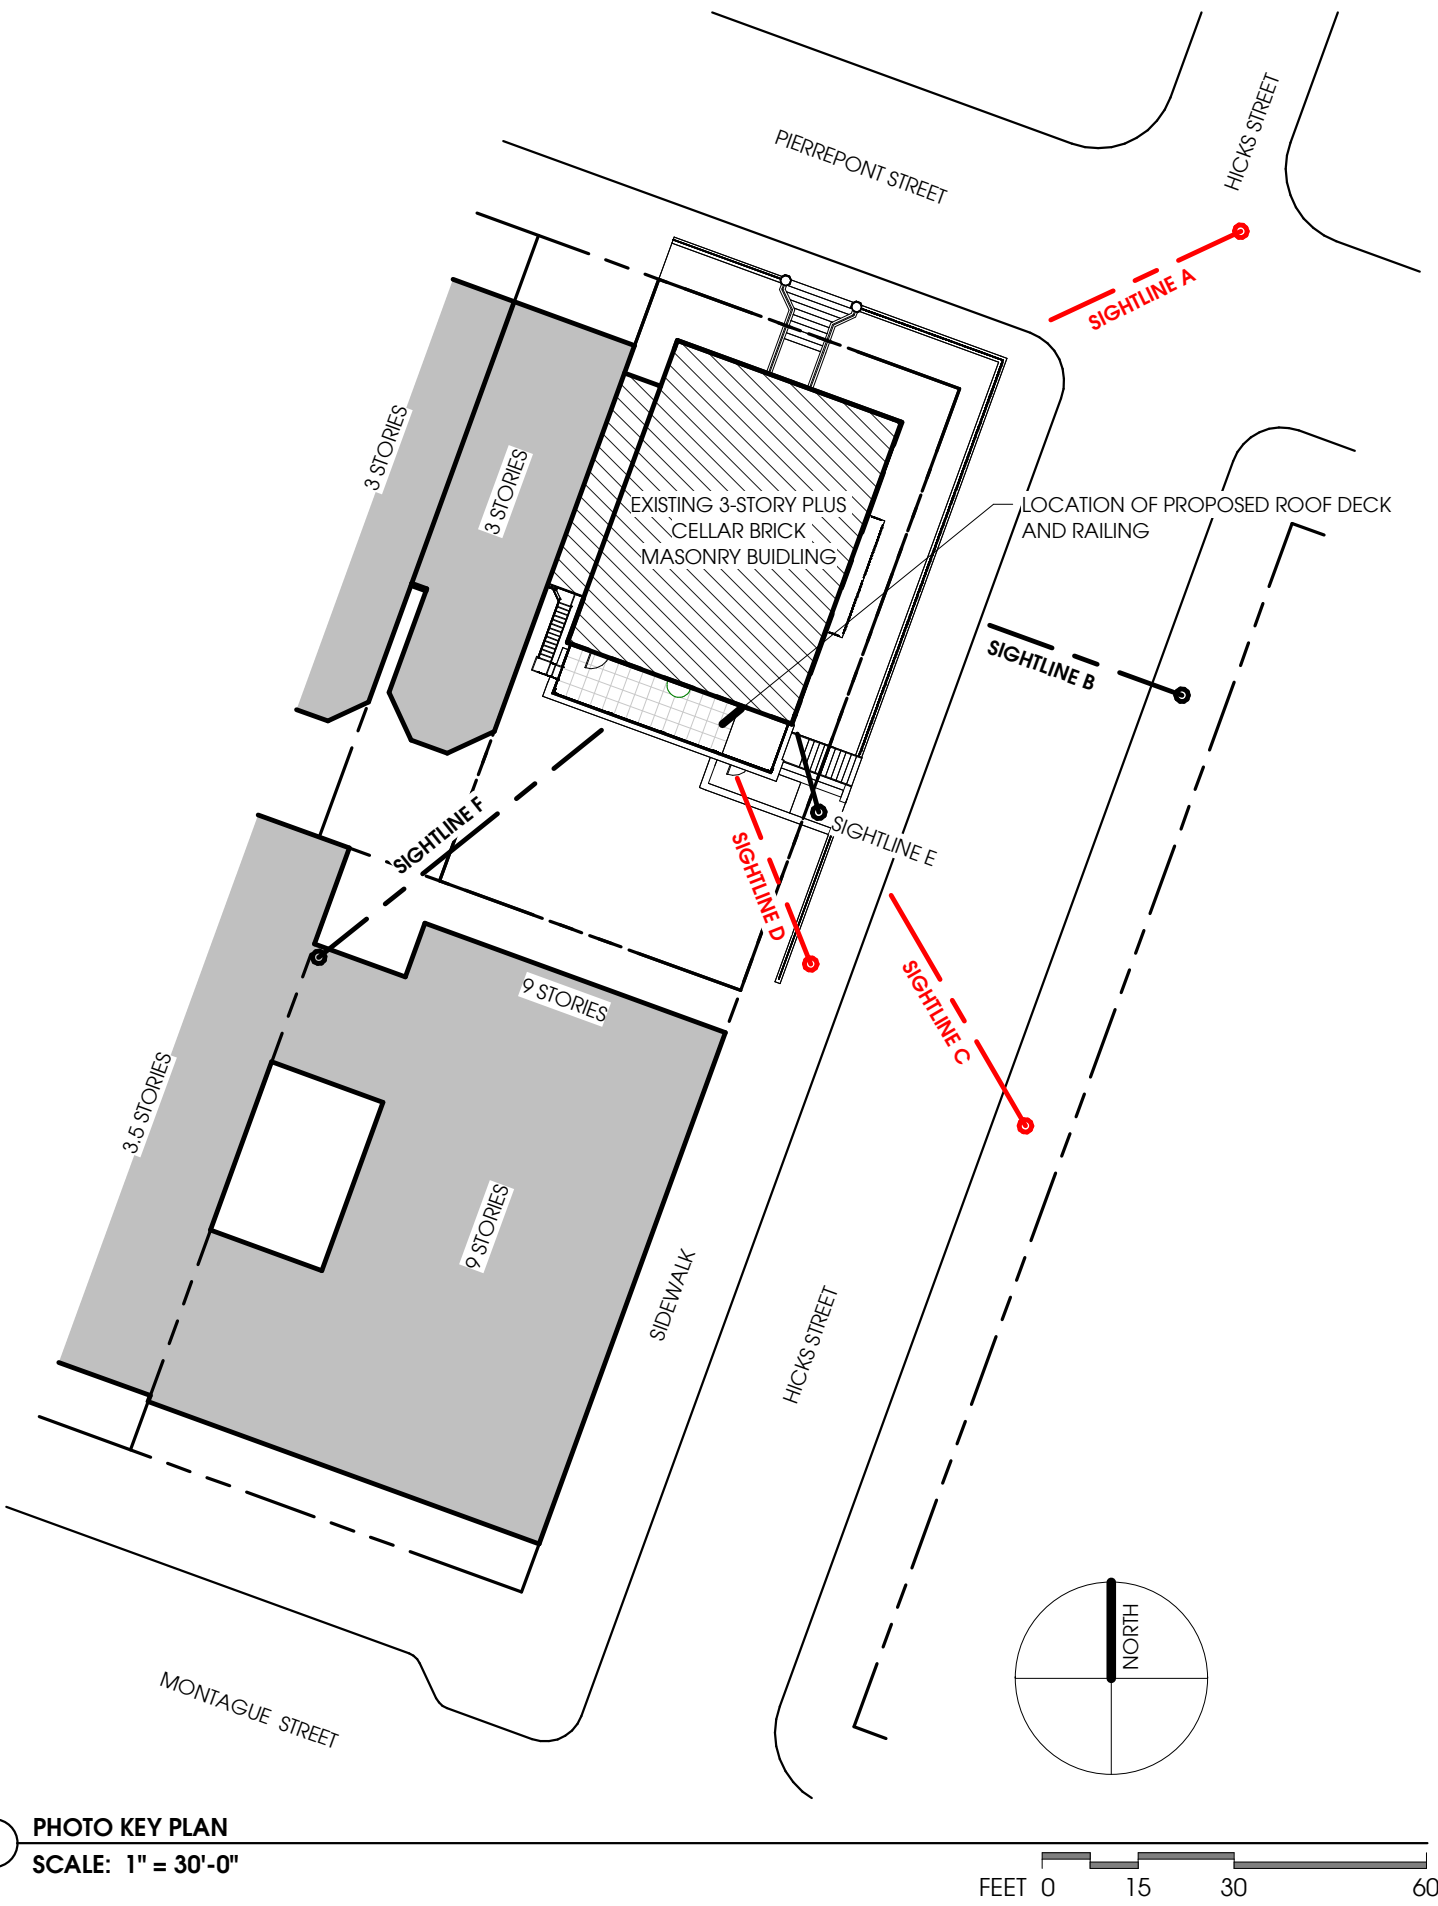 HICKS STREET
PIERREPONT STREET
SIGHTLINE A
3 STORIES
3 STORIES
EXISTING 3-STORY PLUS
CELLAR BRICK
MASONRY BUIDLING
LOCATION OF PROPOSED ROOF DECK
AND RAILING
SIGHTLINE B
SIGHTLINE F
SIGHTLINE E
SIGHTLINE D
SIGHTLINE C
9 STORIES
3.5 STORIES
9 STORIES
SIDEWALK
HICKS STREET
NORTH
MONTAGUE STREET
PHOTO KEY PLAN
SCALE: 1" = 30'-0"
FEET 0 15 30 60